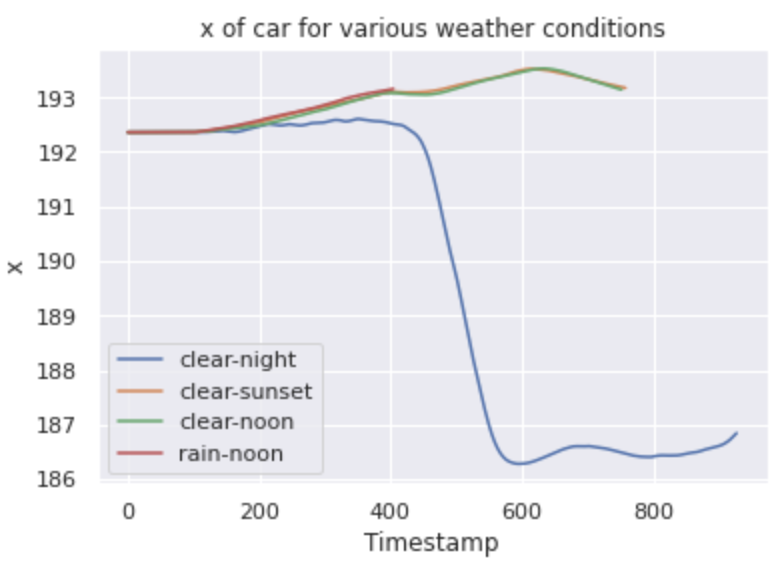 x of car for various weather conditions
193
192
191
190
189
188
187
186
x
clear-night
clear-sunset
clear-noon
rain-noon
0 200 400 600 800
Timestamp